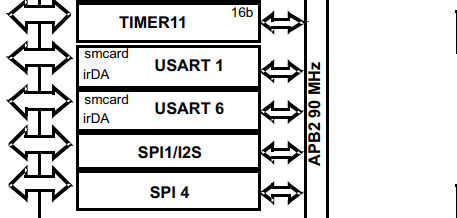 16b
TIMER11
smcard
irDA
USART 1
smcard
irDA
USART 6
SPI1/I2S
SPI 4
APB2 90 MHz